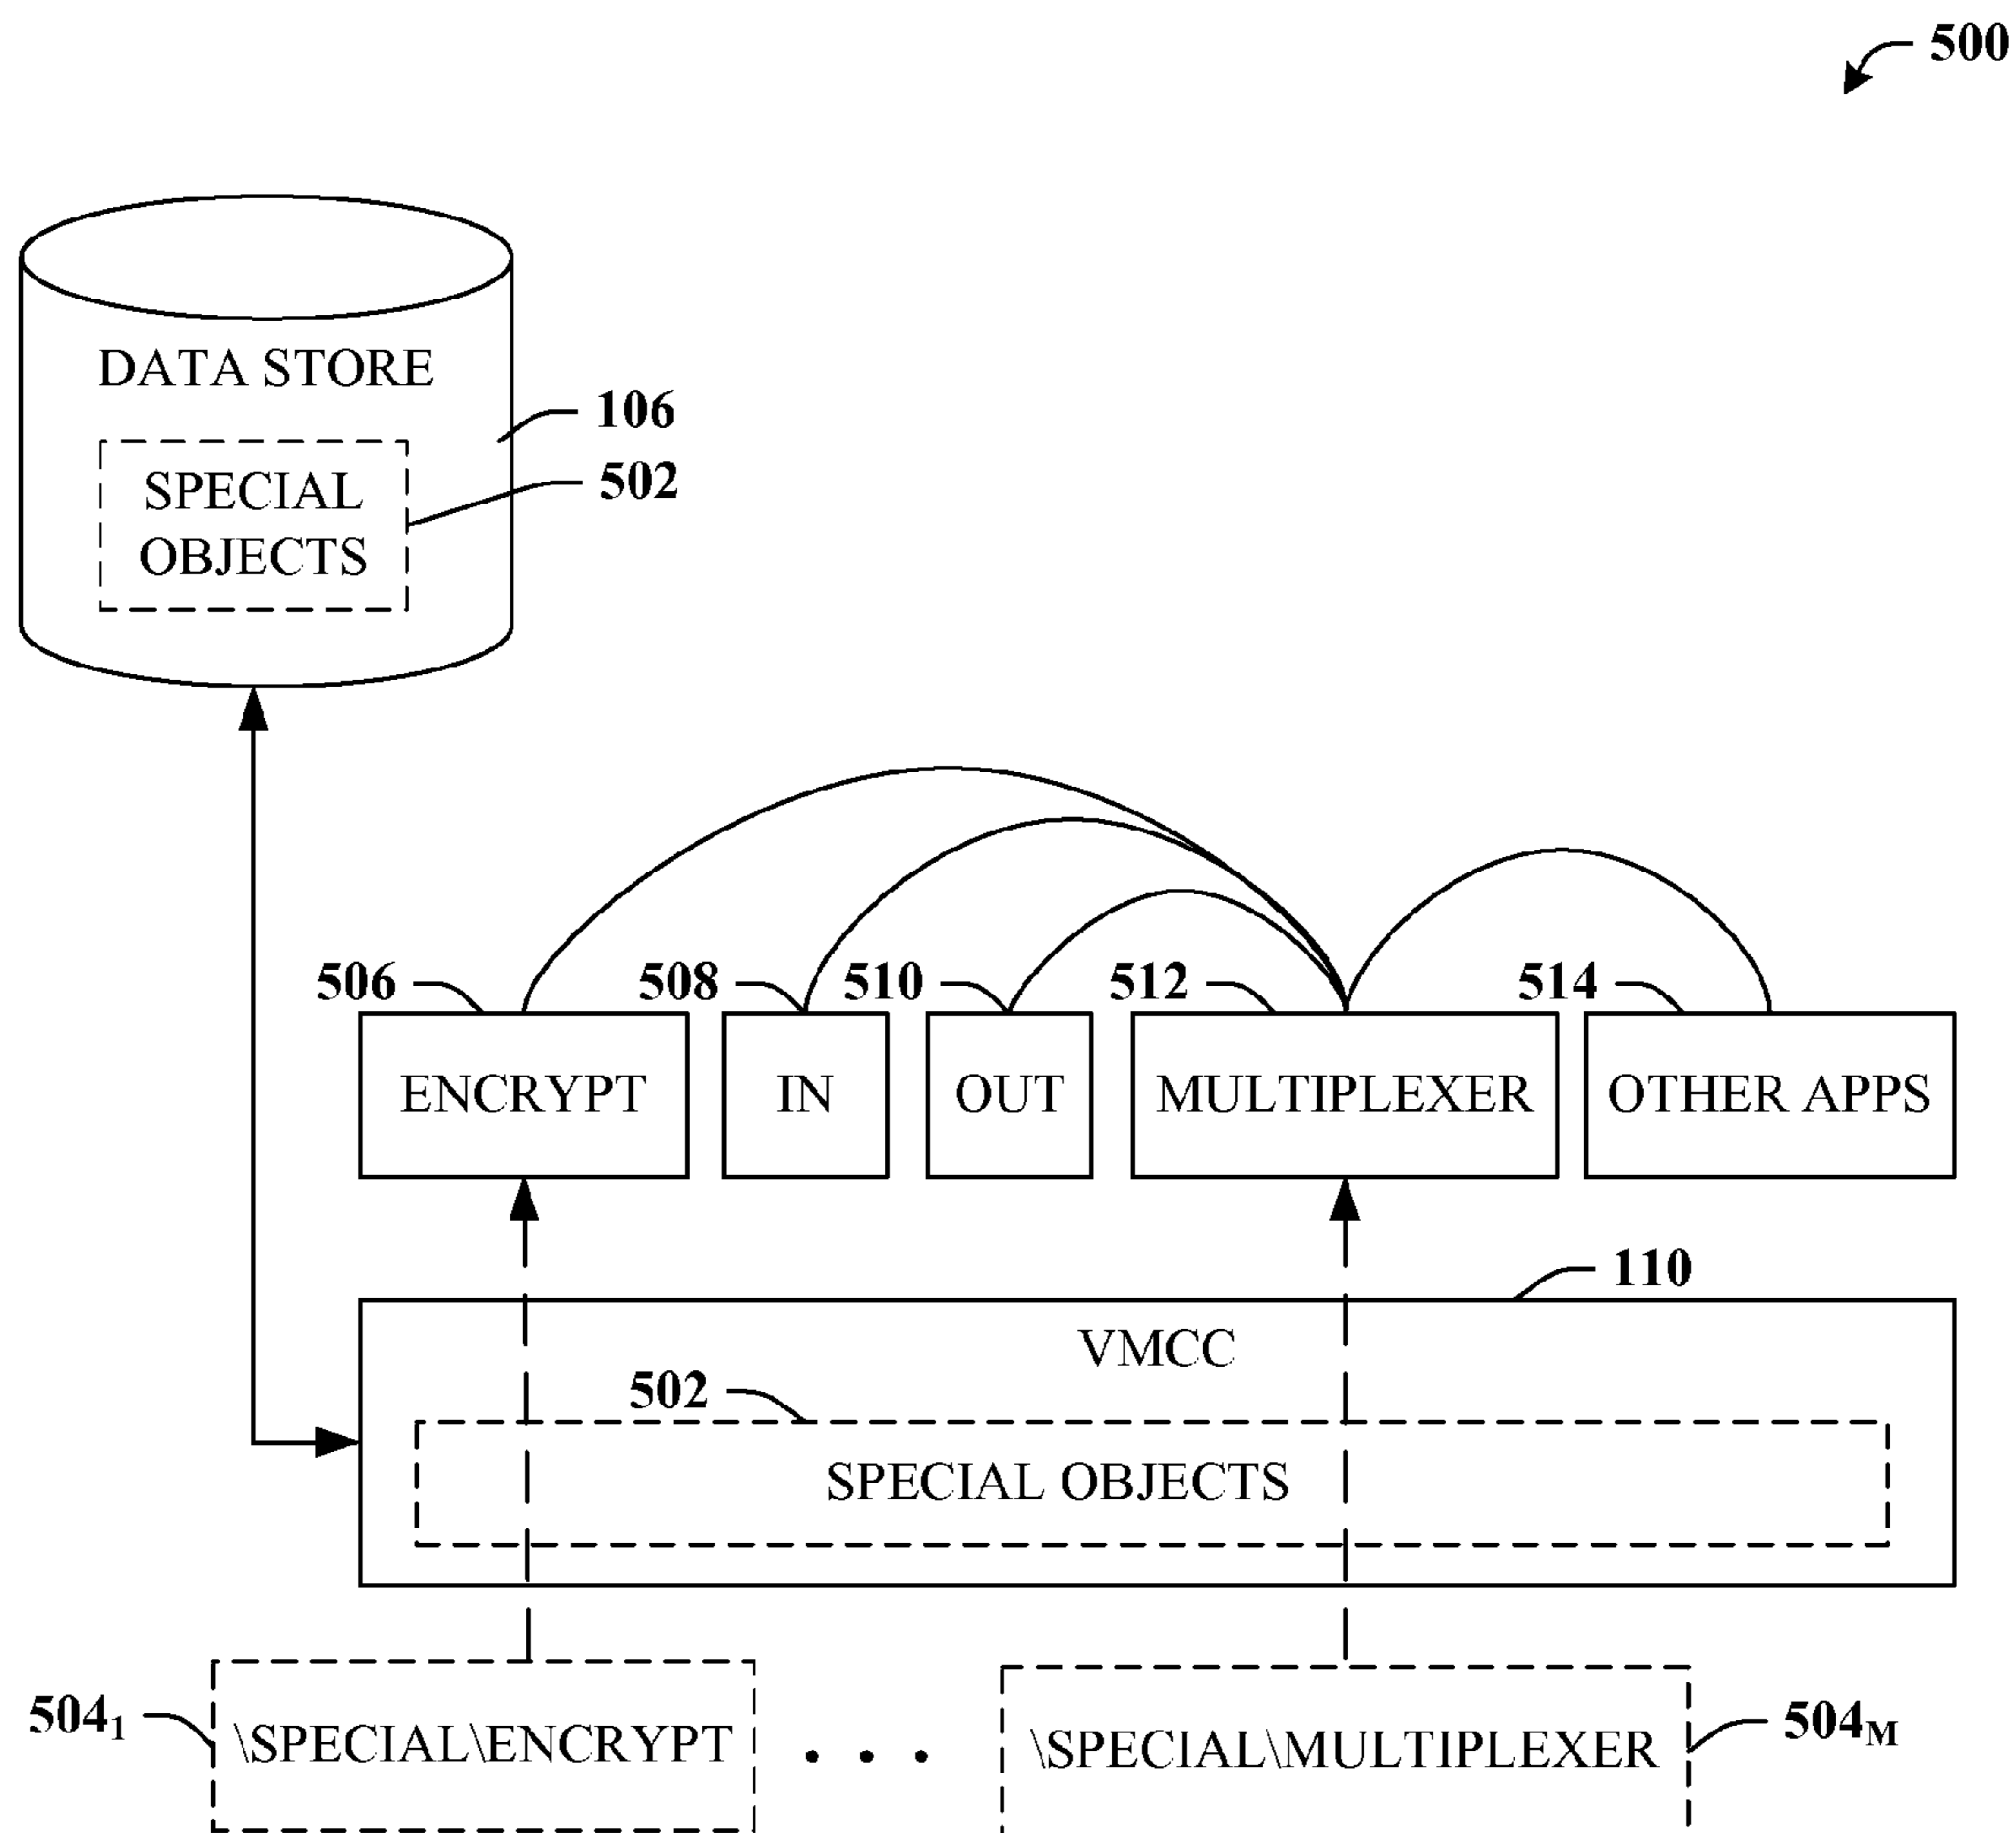 500
DATA STORE
106
SPECIAL
OBJECTS
502
506
508
510
512
514
ENCRYPT
IN
OUT
MULTIPLEXER
OTHER APPS
110
VMCC
502
SPECIAL OBJECTS
504₁
\SPECIAL\ENCRYPT
. . .
\SPECIAL\MULTIPLEXER
504M